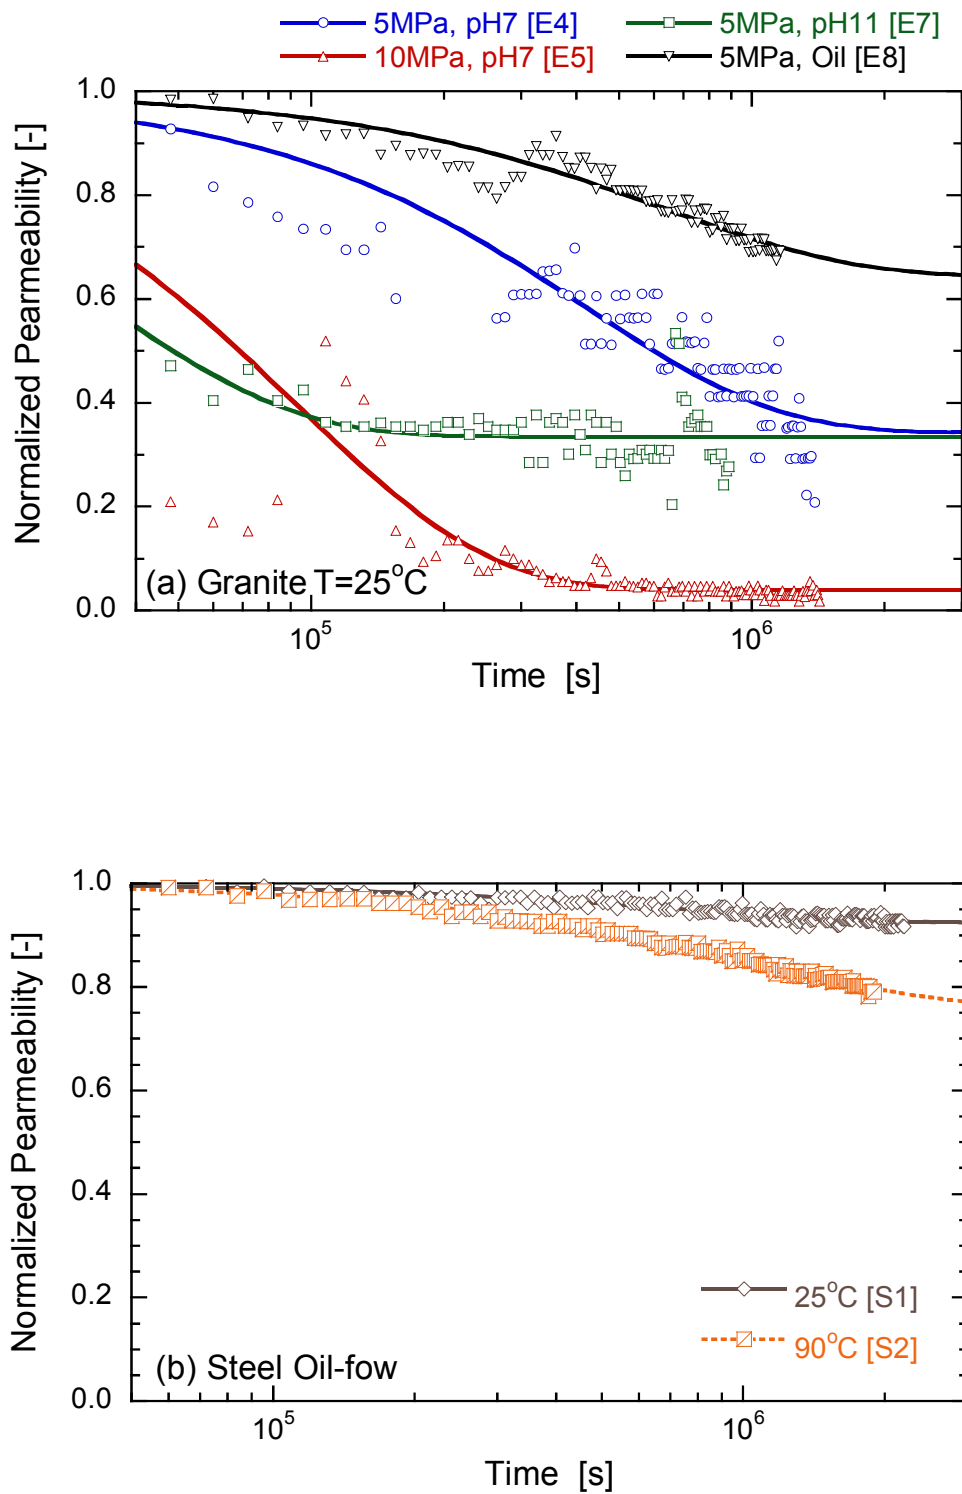 5MPa, pH7 [E4]
5MPa, pH11 [E7]
10MPa, pH7 [E5]
5MPa, Oil [E8]
1.0
0.8
0.6
0.4
0.2
0.0
Normalized Pearmeability [-]
(a) Granite T=25°C
10^5
10^6
Time [s]
1.0
0.8
0.6
0.4
0.2
0.0
Normalized Pearmeability [-]
25°C [S1]
90°C [S2]
(b) Steel Oil-fow
10^5
10^6
Time [s]